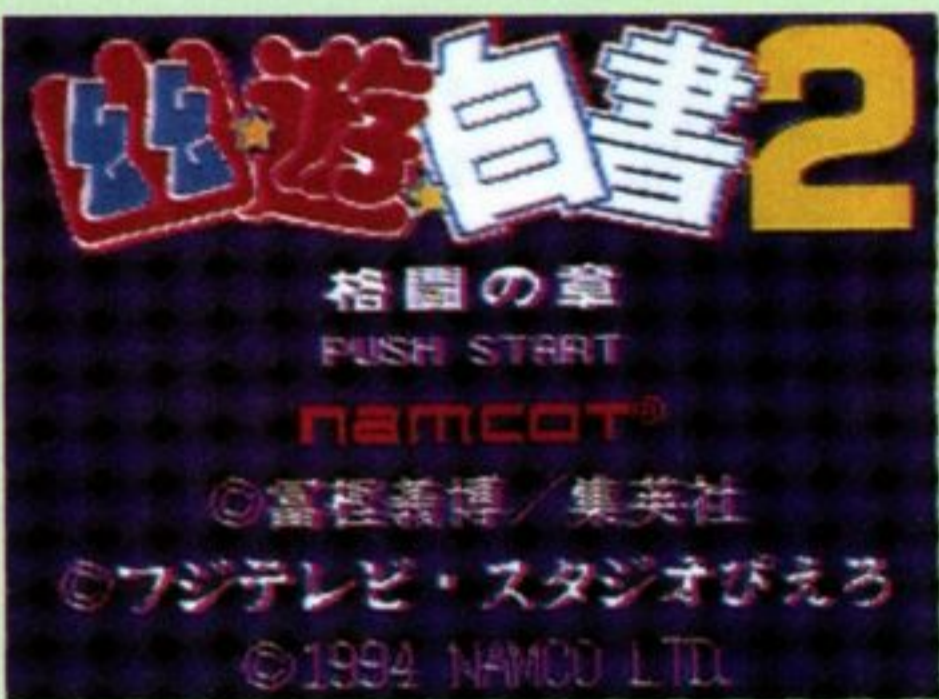 幽★遊★白書2
格闘の章
PUSH START
namcot®
©冨樫義博／集英社
©フジテレビ・スタジオぴえろ
©1994 NAMCO LTD.